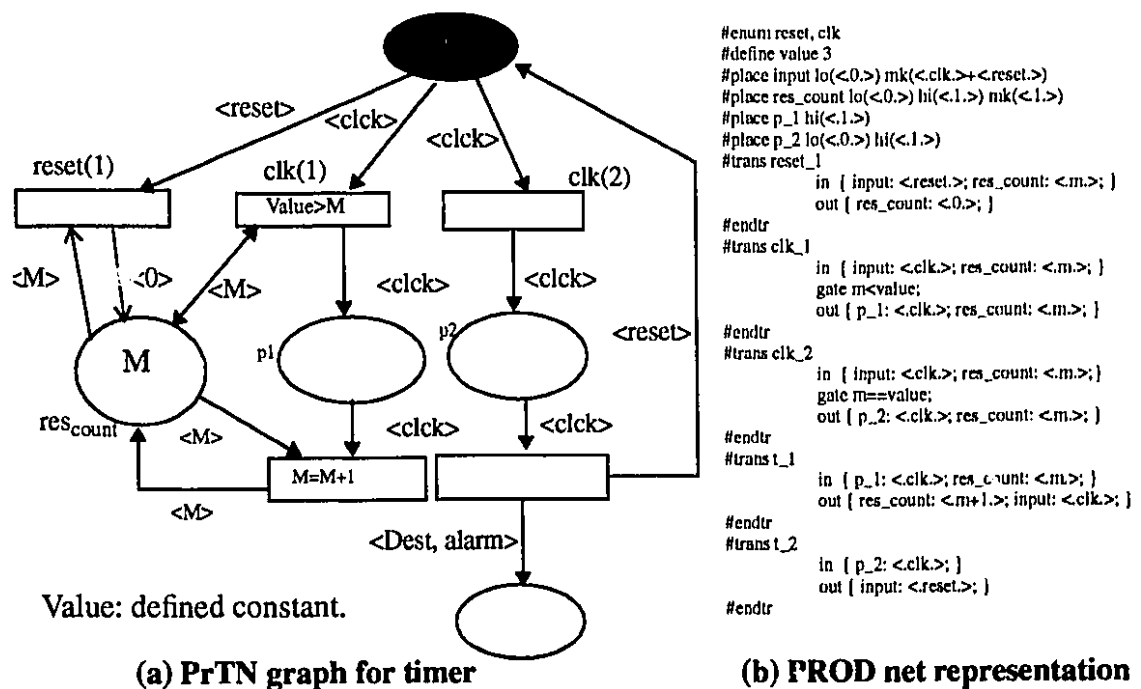 <reset>
<clck>
<clck>
reset(1)
clk(1)
clk(2)
Value>M
<M>
<0>
<M>
<clck>
<clck>
<reset>
M
p1
p2
rescount
<M>
<clck>
<clck>
M=M+1
<M>
<Dest, alarm>
Value: defined constant.
(a) PrTN graph for timer
#enum reset, clk
#define value 3
#place input lo(<.0.>) mk(<.clk.>+<.reset.>)
#place res_count lo(<.0.>) hi(<.1.>) mk(<.1.>)
#place p_1 hi(<.1.>)
#place p_2 lo(<.0.>) hi(<.1.>)
#trans reset_1
in { input: <.reset.>; res_count: <.m.>; }
out { res_count: <.0.>; }
#endtr
#trans clk_1
in { input: <.clk.>; res_count: <.m.>; }
gate m<value;
out { p_1: <.clk.>; res_count: <.m.>; }
#endtr
#trans clk_2
in { input: <.clk.>; res_count: <.m.>;}
gate m==value;
out { p_2: <.clk.>; res_count: <.m.>; }
#endtr
#trans t_1
in { p_1: <.clk.>; res_count: <.m.>; }
out { res_count: <.m+1.>; input: <.clk.>; }
#endtr
#trans t_2
in { p_2: <.clk.>; }
out { input: <.reset.>; }
#endtr
(b) PROD net representation